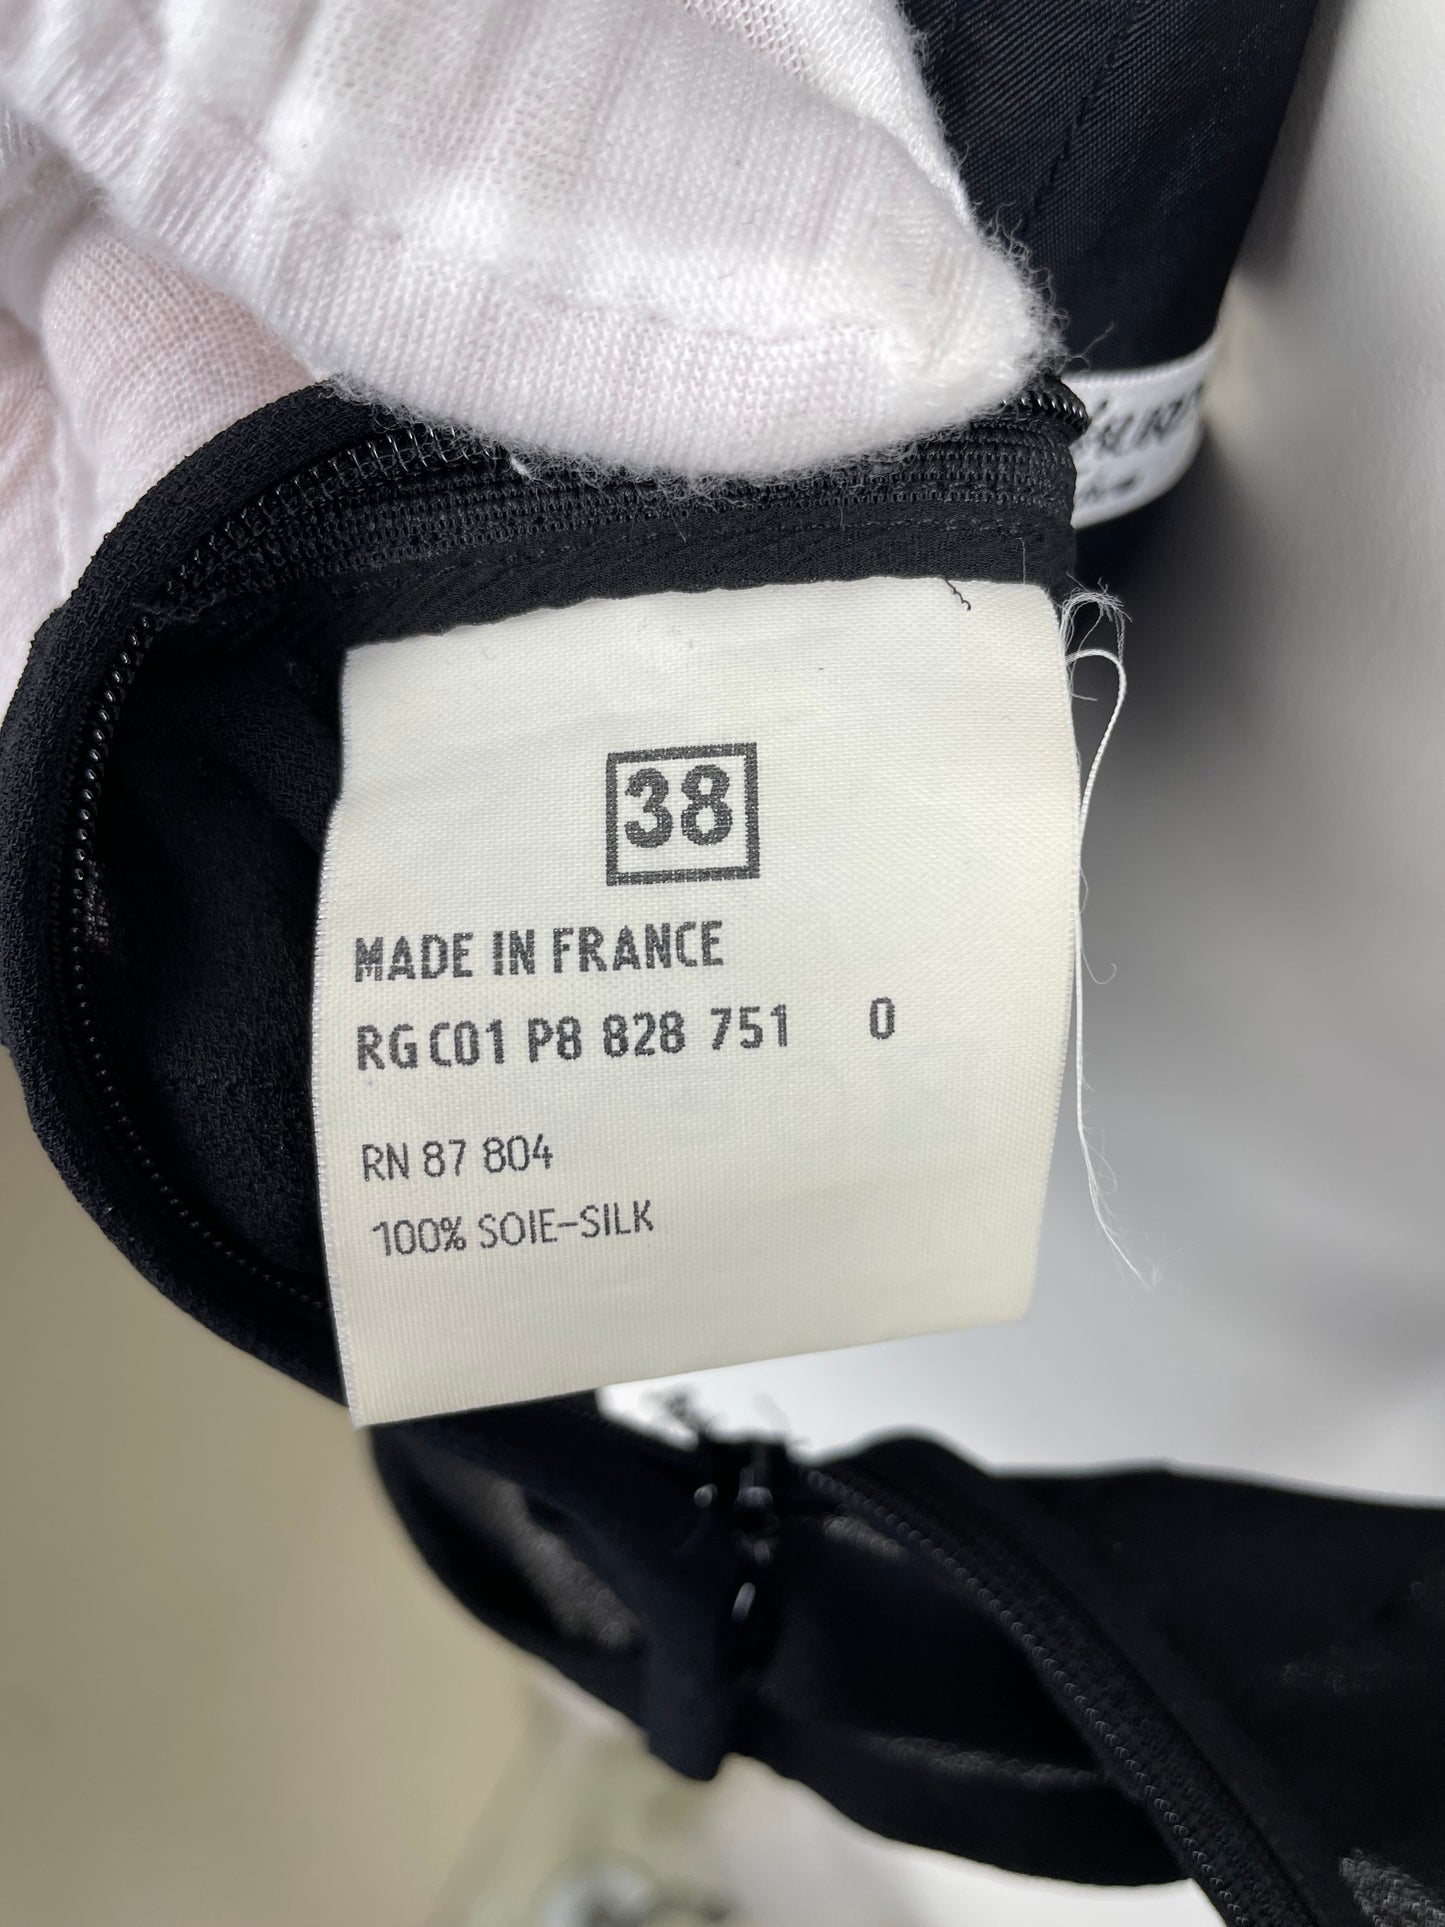 38
MADE IN FRANCE
RG C01 P8 828 751 0
RN 87 804
100% SOIE-SILK